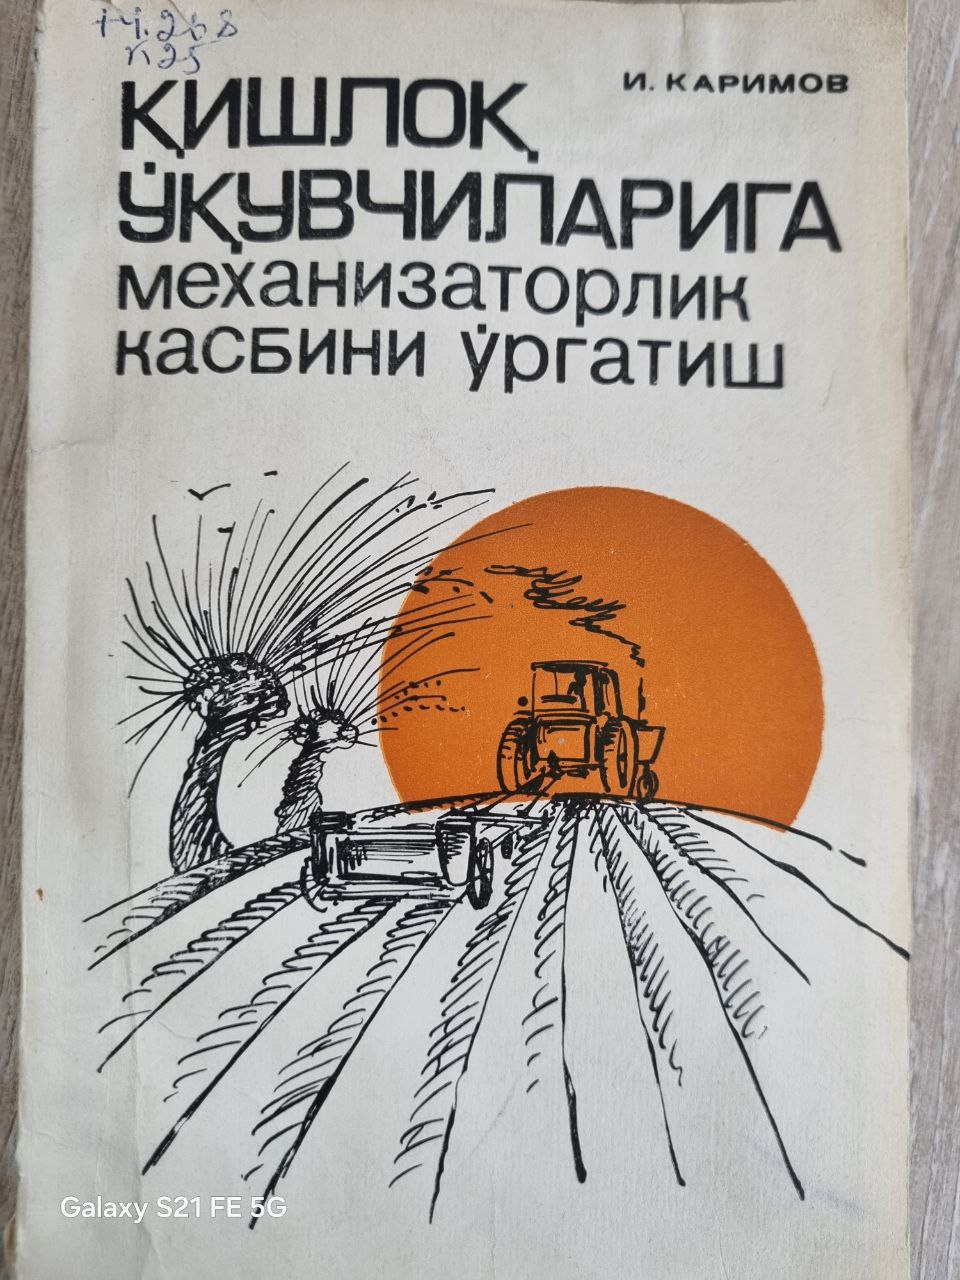 74.268
К25
И. КАРИМОВ
ҚИШЛОҚ
ЎҚУВЧИЛАРИГА
механизаторлик
касбини ўргатиш
Galaxy S21 FE 5G